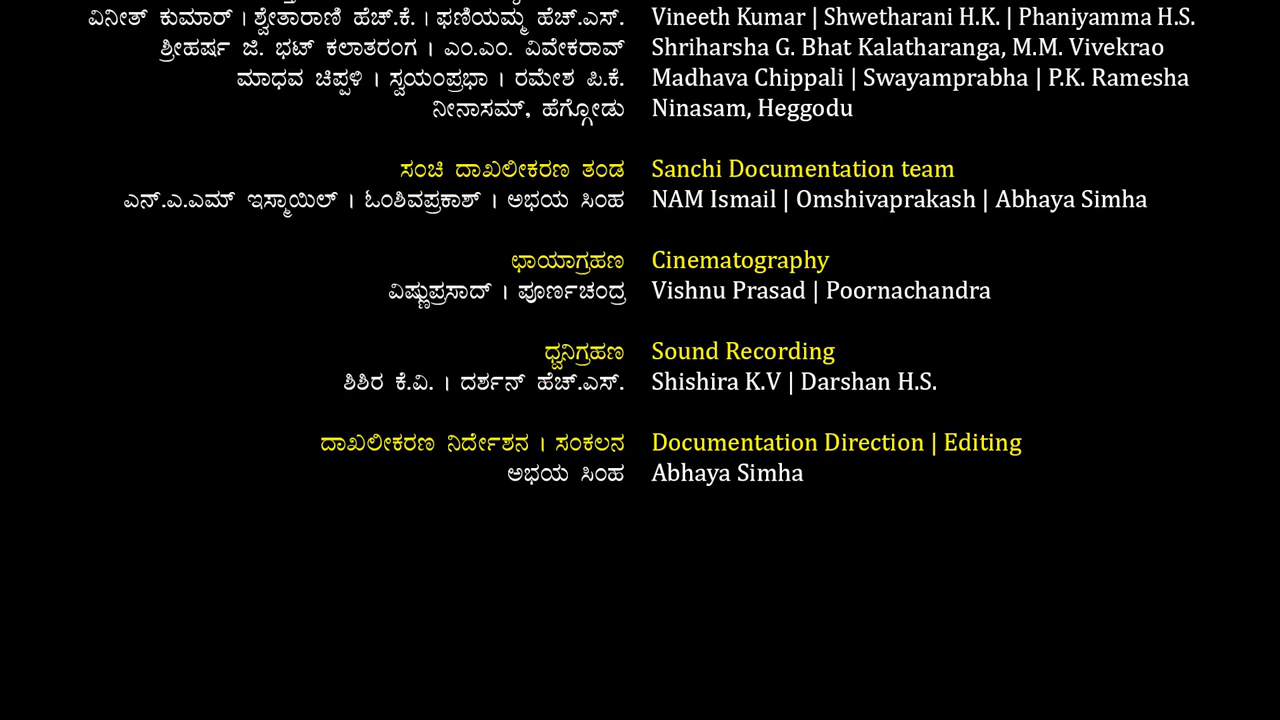 ವಿನೀತ್ ಕುಮಾರ್ । ಶ್ವೇತಾರಾಣಿ ಹೆಚ್.ಕೆ. । ಫಣಿಯಮ್ಮ ಹೆಚ್.ಎಸ್. Vineeth Kumar | Shwetharani H.K. | Phaniyamma H.S.
ಶ್ರೀಹರ್ಷ ಜಿ. ಭಟ್ ಕಲಾತರಂಗ । ಎಂ.ಎಂ. ವಿವೇಕರಾವ್ Shriharsha G. Bhat Kalatharanga, M.M. Vivekrao
ಮಾಧವ ಚಿಪ್ಪಳಿ । ಸ್ವಯಂಪ್ರಭಾ । ರಮೇಶ ಪಿ.ಕೆ. Madhava Chippali | Swayamprabha | P.K. Ramesha
ನೀನಾಸಮ್, ಹೆಗ್ಗೋಡು Ninasam, Heggodu
ಸಂಚಿ ದಾಖಲೀಕರಣ ತಂಡ Sanchi Documentation team
ಎನ್.ಎ.ಎಮ್ ಇಸ್ಮಾಯಿಲ್ । ಓಂಶಿವಪ್ರಕಾಶ್ । ಅಭಯ ಸಿಂಹ NAM Ismail | Omshivaprakash | Abhaya Simha
ಛಾಯಾಗ್ರಹಣ Cinematography
ವಿಷ್ಣುಪ್ರಸಾದ್ । ಪೂರ್ಣಚಂದ್ರ Vishnu Prasad | Poornachandra
ಧ್ವನಿಗ್ರಹಣ Sound Recording
ಶಿಶಿರ ಕೆ.ವಿ. । ದರ್ಶನ್ ಹೆಚ್.ಎಸ್. Shishira K.V | Darshan H.S.
ದಾಖಲೀಕರಣ ನಿರ್ದೇಶನ । ಸಂಕಲನ Documentation Direction | Editing
ಅಭಯ ಸಿಂಹ Abhaya Simha